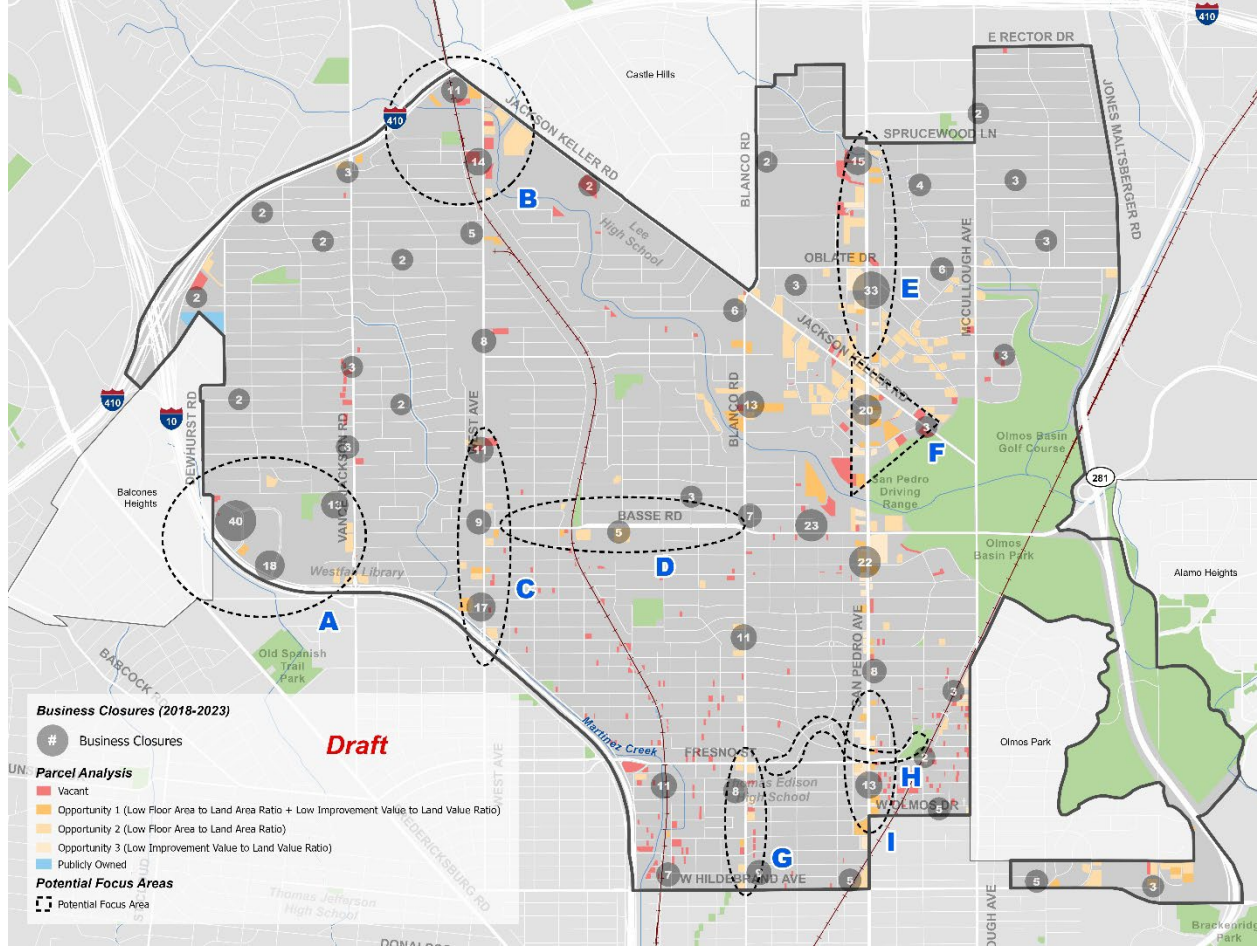 410
E RECTOR DR
Castle Hills
11
JACKSON KELLER RD
JONES MALTSBERGER RD
410
2
SPRUCEWOOD LN
14
BLANCO RD
2
15
3
2
B
4
3
2
Lee
High School
5
2
2
3
OBLATE DR
6
MCCULLOUGH AVE
3
33
E
2
6
JACKSON KELLER RD
8
3
3
410
10
DEWHURST RD
2
2
WEST AVE
BLANCO RD
13
20
3
F
Olmos Basin
Golf Course
VANCE JACKSON RD
3
11
281
Balcones
Heights
San Pedro
Driving
Range
3
40
9
BASSE RD
5
7
23
Olmos
Basin Park
18
Westfall Library
22
D
C
Alamo Heights
A
17
11
SAN PEDRO AVE
Old Spanish
Trail
Park
BABCOCK RD
8
3
Business Closures (2018-2023)
# Business Closures
Draft
Martinez Creek
FRESNO ST
Olmos Park
H
Parcel Analysis
Vacant
Opportunity 1 (Low Floor Area to Land Area Ratio + Low Improvement Value to Land Value Ratio)
Opportunity 2 (Low Floor Area to Land Area Ratio)
Opportunity 3 (Low Improvement Value to Land Value Ratio)
Publicly Owned
Potential Focus Areas
Potential Focus Area
WEST AVE
FREDERICKSBURG RD
11
8
Thomas Edison
High School
13
W OLMOS DR
5
I
G
7
W HILDEBRAND AVE
5
5
3
Thomas Jefferson
High School
Brackenridge
Park